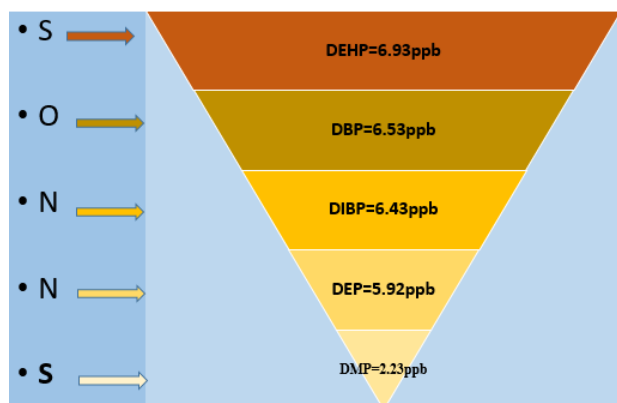 • S
DEHP=6.93ppb
• O
DBP=6.53ppb
• N
DIBP=6.43ppb
• N
DEP=5.92ppb
• S
DMP=2.23ppb